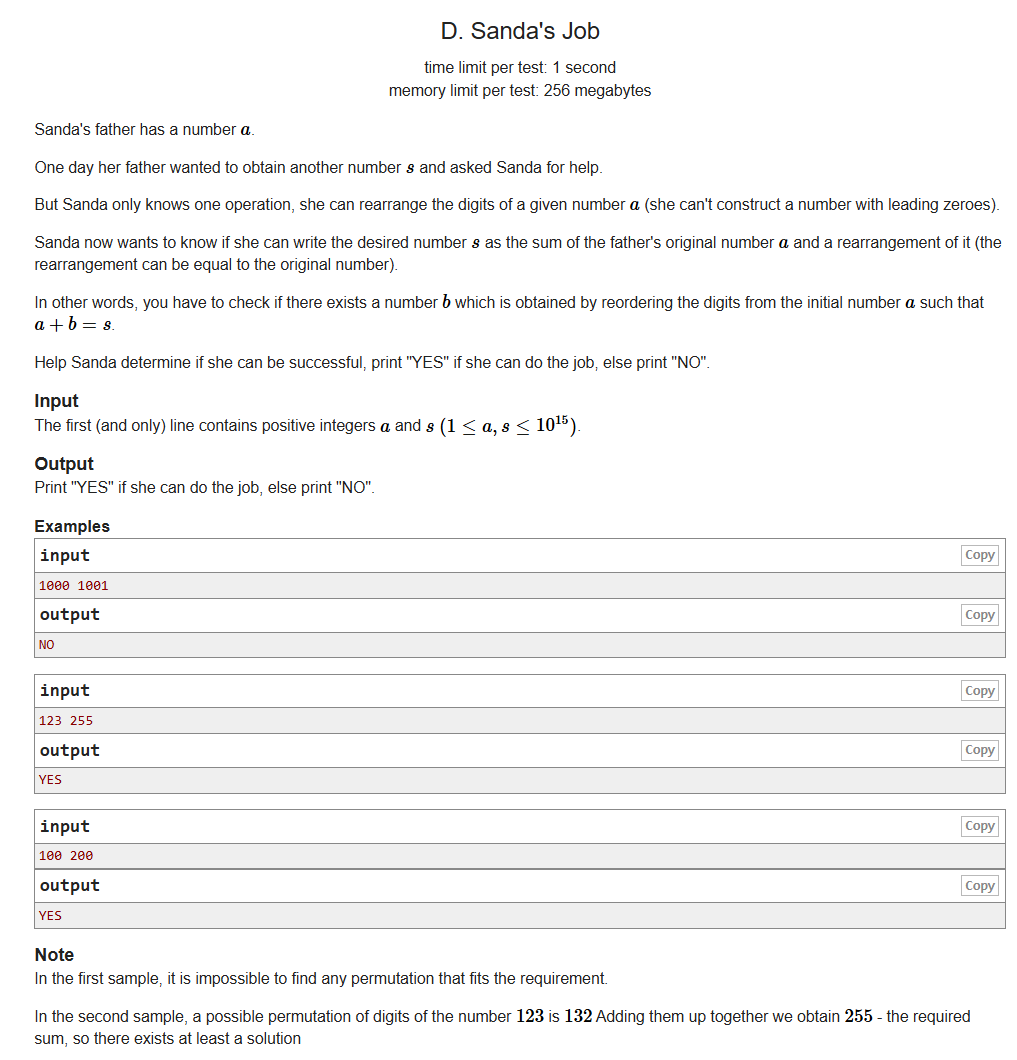 D. Sanda's Job
time limit per test: 1 second
memory limit per test: 256 megabytes
Sanda's father has a number a.
One day her father wanted to obtain another number s and asked Sanda for help.
But Sanda only knows one operation, she can rearrange the digits of a given number a (she can't construct a number with leading zeroes).
Sanda now wants to know if she can write the desired number s as the sum of the father's original number a and a rearrangement of it (the
rearrangement can be equal to the original number).
In other words, you have to check if there exists a number b which is obtained by reordering the digits from the initial number a such that
a + b = s.
Help Sanda determine if she can be successful, print "YES" if she can do the job, else print "NO".
Input
The first (and only) line contains positive integers a and s (1 ≤ a, s ≤ 10¹⁵).
Output
Print "YES" if she can do the job, else print "NO".
Examples
input Copy
1000 1001
output Copy
NO
input Copy
123 255
output Copy
YES
input Copy
100 200
output Copy
YES
Note
In the first sample, it is impossible to find any permutation that fits the requirement.
In the second sample, a possible permutation of digits of the number 123 is 132 Adding them up together we obtain 255 - the required
sum, so there exists at least a solution